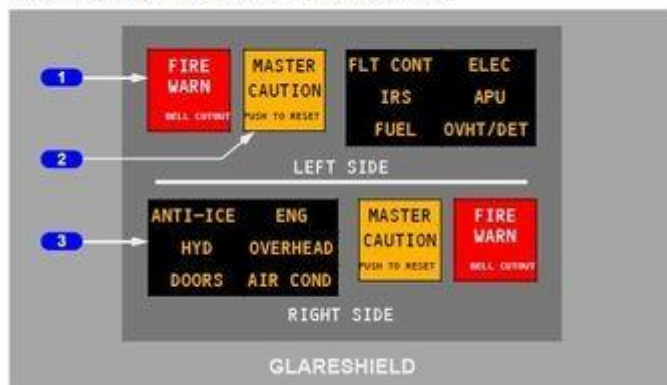 1
FIRE WARN
BELL CUTOUT
2
MASTER CAUTION
PUSH TO RESET
FLT CONT ELEC
IRS APU
FUEL OVHT/DET
LEFT SIDE
3
ANTI-ICE ENG
HYD OVERHEAD
DOORS AIR COND
MASTER CAUTION
PUSH TO RESET
FIRE WARN
BELL CUTOUT
RIGHT SIDE
GLARESHIELD